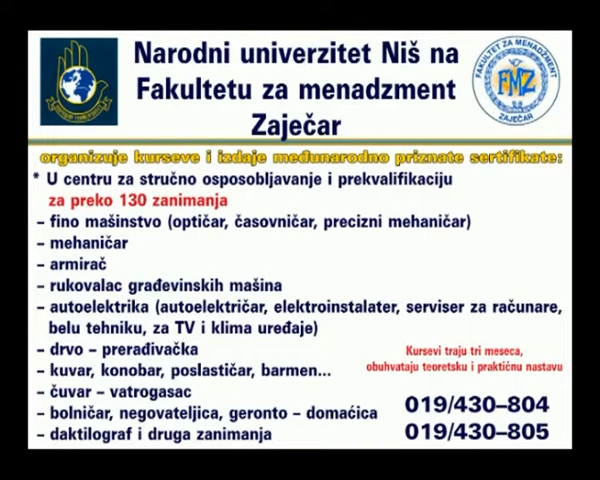 Narodni univerzitet Niš na
Fakultetu za menadzment
Zaječar
FAKULTET ZA MENADŽMENT
FMZ
ZAJEČAR
organizuje kurseve i izdaje međunarodno priznate sertifikate:
* U centru za stručno osposobljavanje i prekvalifikaciju
za preko 130 zanimanja
– fino mašinstvo (optičar, časovničar, precizni mehaničar)
– mehaničar
– armirač
– rukovalac građevinskih mašina
– autoelektrika (autoelektričar, elektroinstalater, serviser za računare,
belu tehniku, za TV i klima uređaje)
– drvo – prerađivačka
– kuvar, konobar, poslastičar, barmen...
– čuvar – vatrogasac
– bolničar, negovateljica, geronto – domaćica
– daktilograf i druga zanimanja
Kursevi traju tri meseca,
obuhvataju teoretsku i praktičnu nastavu
019/430–804
019/430–805